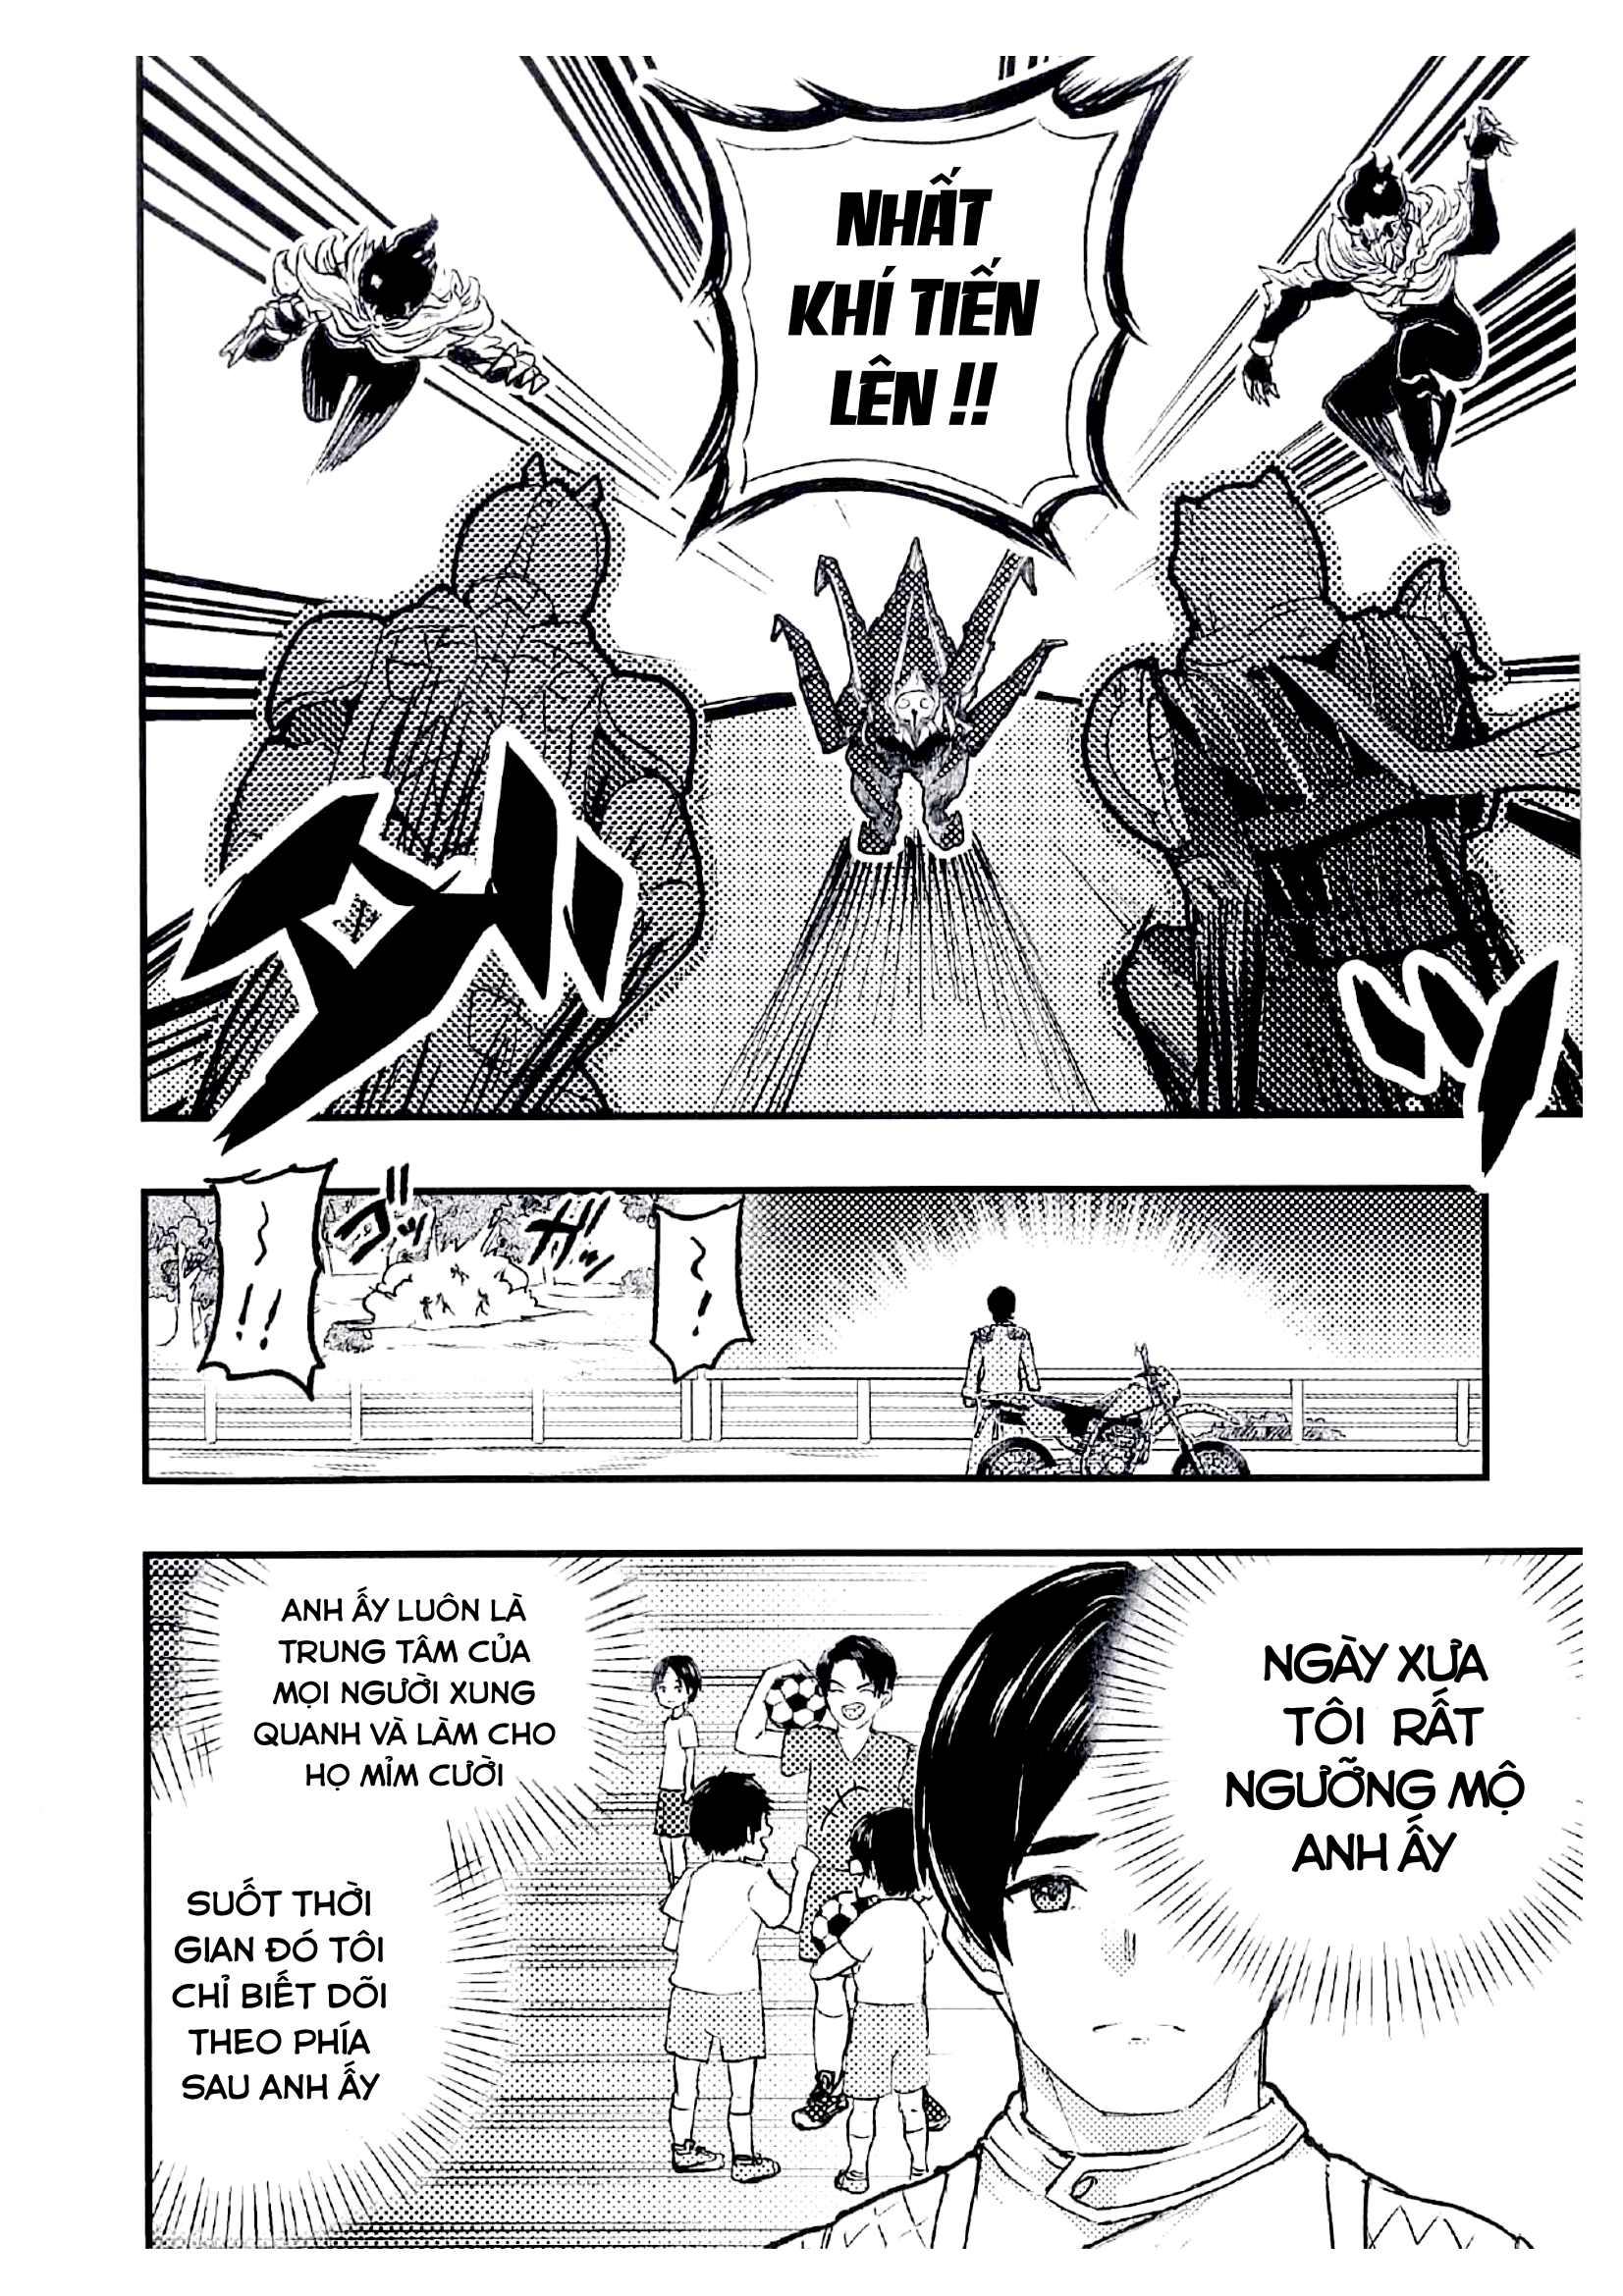 NHẤT
KHÍ TIẾN
LÊN !!
~
!!
~
!
NGÀY XƯA
TÔI RẤT
NGƯỠNG MỘ
ANH ẤY
ANH ẤY LUÔN LÀ
TRUNG TÂM CỦA
MỌI NGƯỜI XUNG
QUANH VÀ LÀM CHO
HỌ MỈM CƯỜI
SUỐT THỜI
GIAN ĐÓ TÔI
CHỈ BIẾT DÕI
THEO PHÍA
SAU ANH ẤY